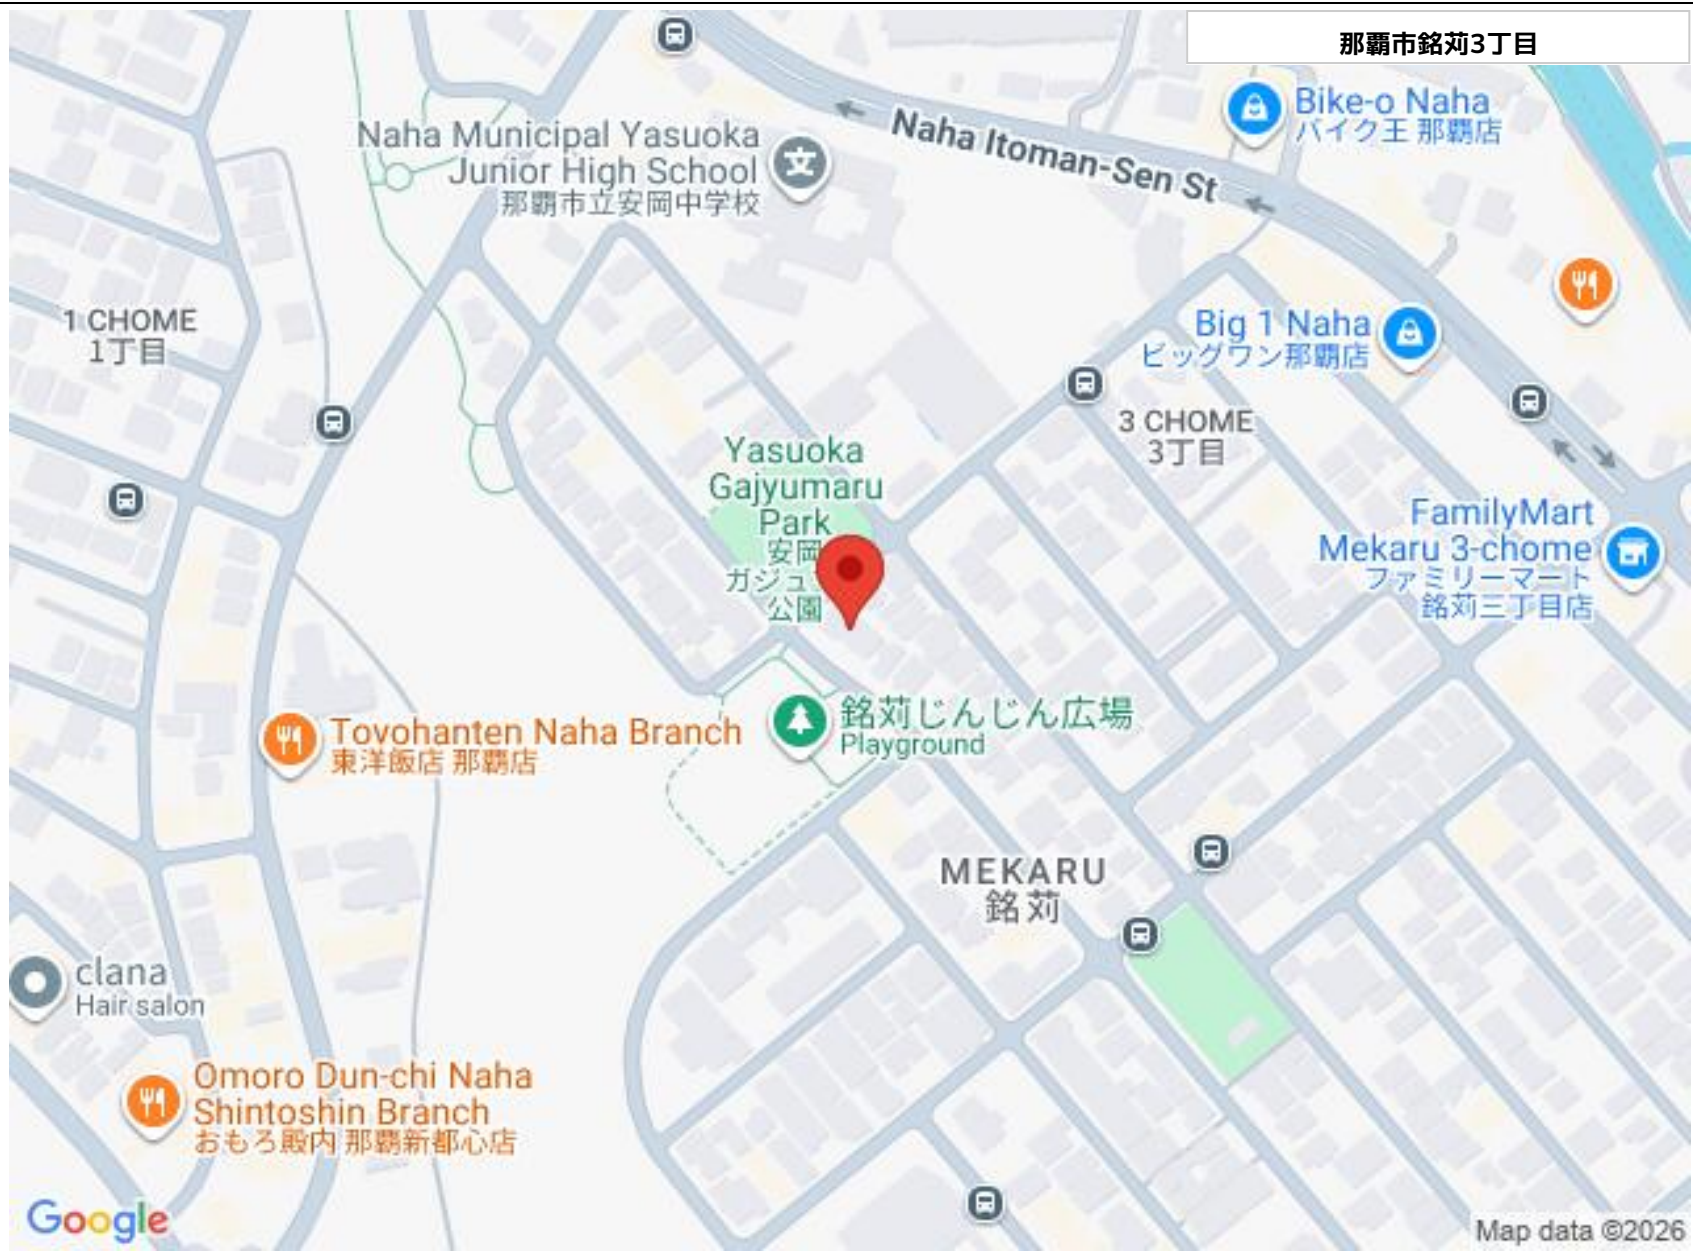 那覇市銘苅3丁目
Bike-o Naha
バイク王 那覇店
Naha Itoman-Sen St
Naha Municipal Yasuoka
Junior High School
那覇市立安岡中学校
1 CHOME
1丁目
Big 1 Naha
ビッグワン那覇店
3 CHOME
3丁目
Yasuoka
Gajyumaru
Park
安岡
ガジュ
公園
FamilyMart
Mekaru 3-chome
ファミリーマート
銘苅三丁目店
銘苅じんじん広場
Playground
Toyohanten Naha Branch
東洋飯店 那覇店
MEKARU
銘苅
clana
Hair salon
Omoro Dun-chi Naha
Shintoshin Branch
おもろ殿内 那覇新都心店
Google
Map data ©2026